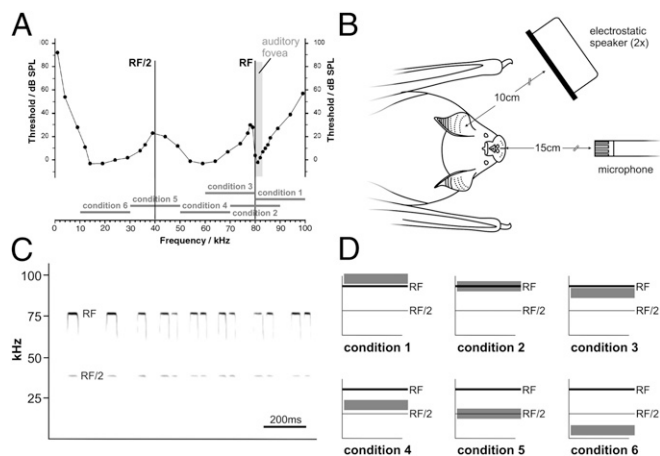 A
100
80
60
40
20
0
Threshold / dB SPL
RF/2
RF
auditory
fovea
100
80
60
40
20
0
Threshold / dB SPL
condition 3
condition 1
condition 5
condition 6
condition 4
condition 2
0 10 20 30 40 50 60 70 80 90 100
Frequency / kHz
B
electrostatic
speaker (2x)
10cm
15cm
microphone
C
100
75
50
25
kHz
RF
RF/2
200ms
D
RF
RF/2
condition 1
RF
RF/2
condition 2
RF
RF/2
condition 3
RF
RF/2
condition 4
RF
RF/2
condition 5
RF
RF/2
condition 6